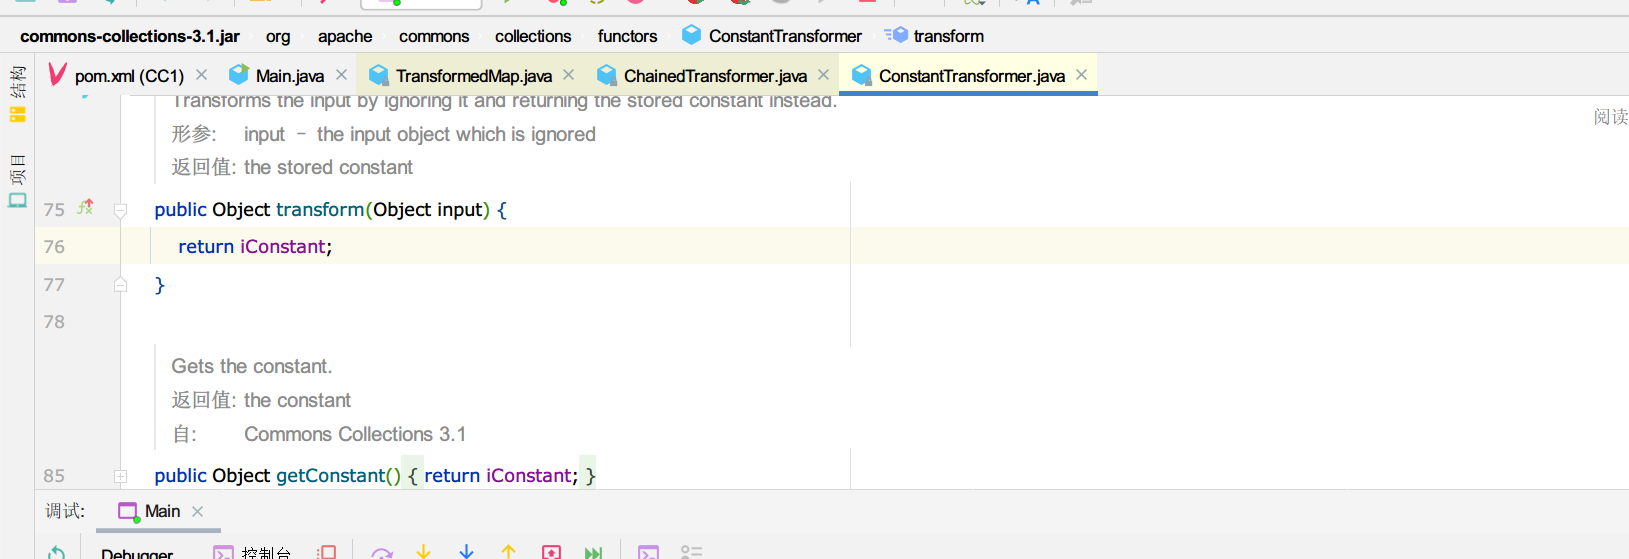 commons-collections-3.1.jar org apache commons collections functors ConstantTransformer transform
pom.xml (CC1) Main.java TransformedMap.java ChainedTransformer.java ConstantTransformer.java
结构
项目
Transforms the input by ignoring it and returning the stored constant instead.
阅读
形参: input – the input object which is ignored
返回值: the stored constant
75 public Object transform(Object input) {
76 return iConstant;
77 }
78
Gets the constant.
返回值: the constant
自: Commons Collections 3.1
85 public Object getConstant() { return iConstant; }
调试: Main
Debugger 控制台